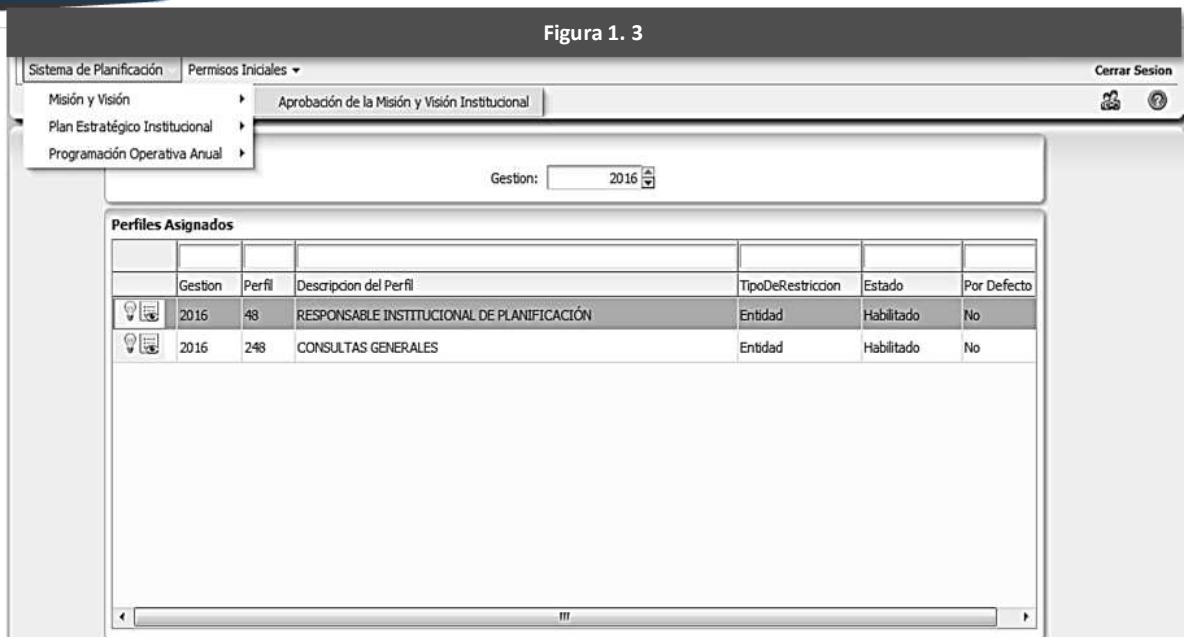 Figura 1. 3
Sistema de Planificación Permisos Iniciales Cerrar Sesion
Misión y Visión Aprobación de la Misión y Visión Institucional
Plan Estratégico Institucional
Programación Operativa Anual
Gestion: 2016
Perfiles Asignados
Gestion Perfil Descripcion del Perfil TipoDeRestriccion Estado Por Defecto
2016 48 RESPONSABLE INSTITUCIONAL DE PLANIFICACIÓN Entidad Habilitado No
2016 248 CONSULTAS GENERALES Entidad Habilitado No